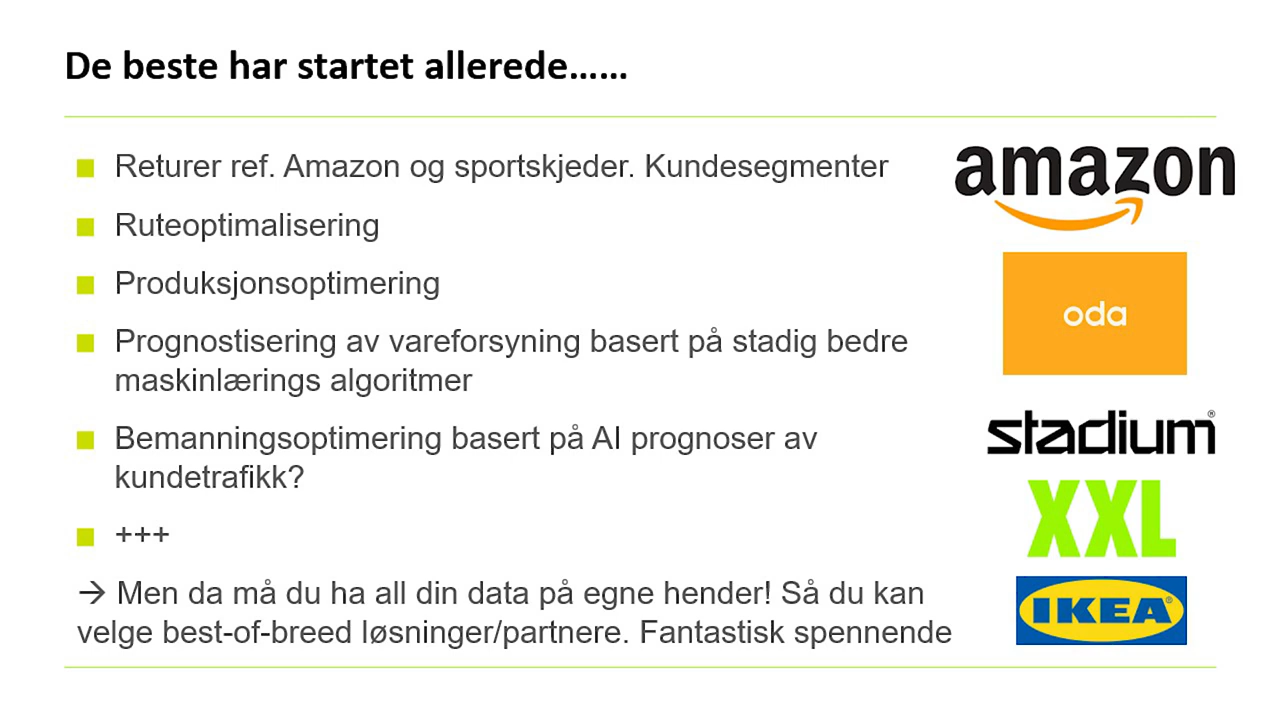 De beste har startet allerede……
Returer ref. Amazon og sportskjeder. Kundesegmenter
Ruteoptimalisering
Produksjonsoptimering
Prognostisering av vareforsyning basert på stadig bedre
maskinlærings algoritmer
Bemanningsoptimering basert på AI prognoser av
kundetrafikk?
+++
→ Men da må du ha all din data på egne hender! Så du kan
velge best-of-breed løsninger/partnere. Fantastisk spennende
amazon
oda
stadium®
XXL
IKEA®